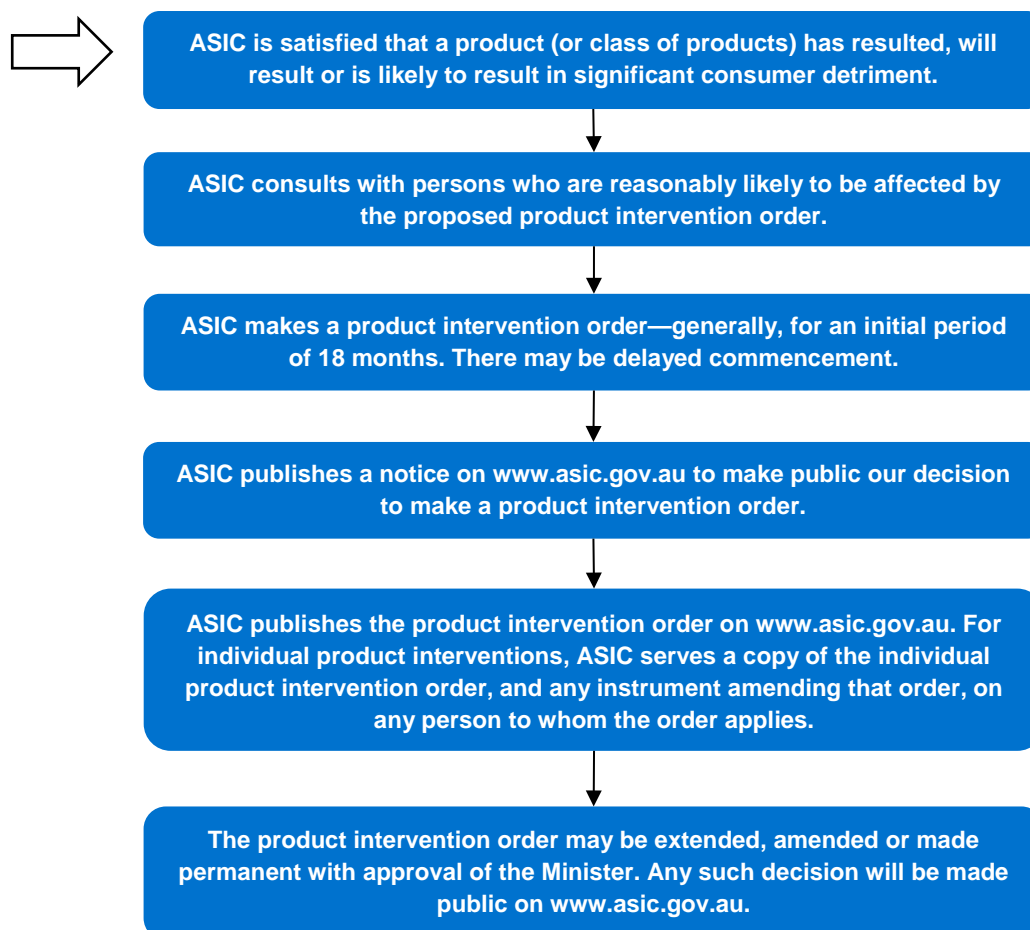 ASIC is satisfied that a product (or class of products) has resulted, will
result or is likely to result in significant consumer detriment.
ASIC consults with persons who are reasonably likely to be affected by
the proposed product intervention order.
ASIC makes a product intervention order—generally, for an initial period
of 18 months. There may be delayed commencement.
ASIC publishes a notice on www.asic.gov.au to make public our decision
to make a product intervention order.
ASIC publishes the product intervention order on www.asic.gov.au. For
individual product interventions, ASIC serves a copy of the individual
product intervention order, and any instrument amending that order, on
any person to whom the order applies.
The product intervention order may be extended, amended or made
permanent with approval of the Minister. Any such decision will be made
public on www.asic.gov.au.